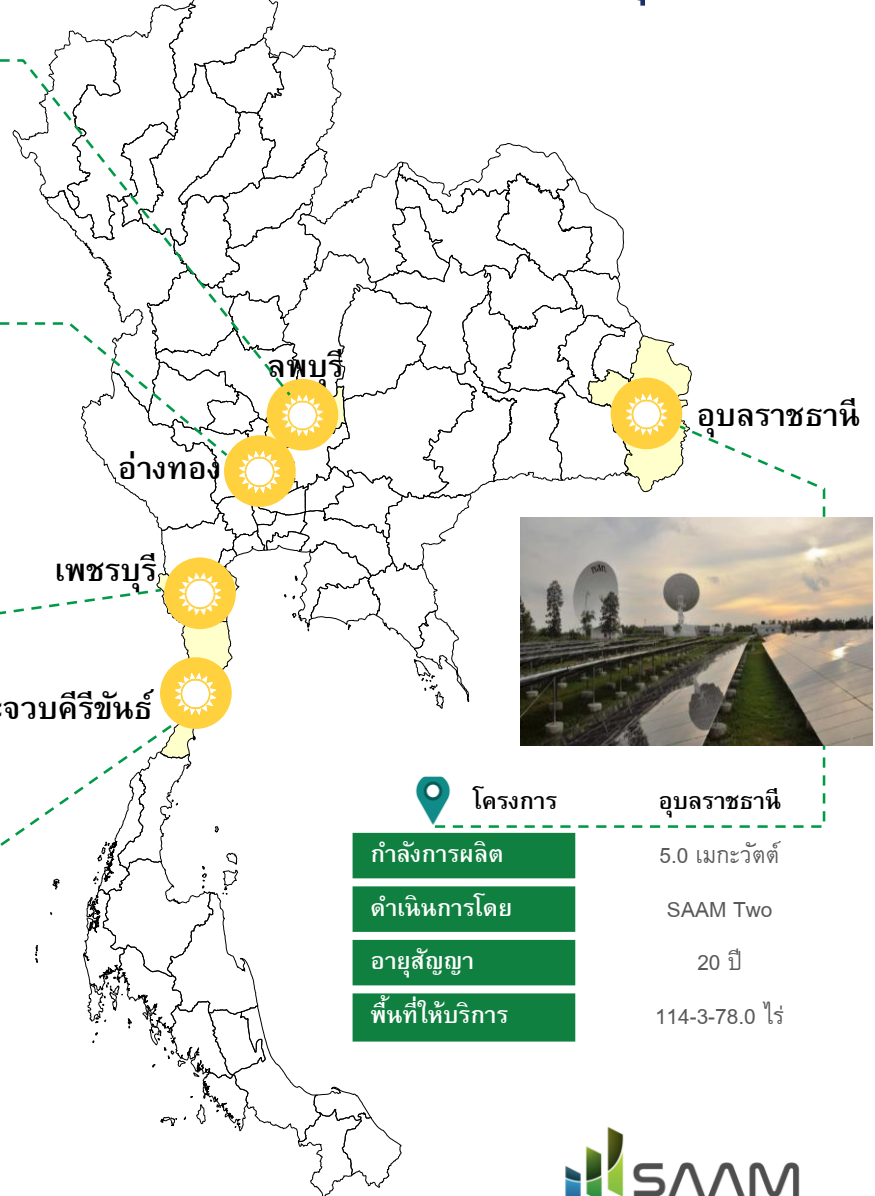 ลพบุรี
อุบลราชธานี
อ่างทอง
เพชรบุรี
จวบคีรีขันธ์
โครงการ อุบลราชธานี
กำลังการผลิต 5.0 เมกะวัตต์
ดำเนินการโดย SAAM Two
อายุสัญญา 20 ปี
พื้นที่ให้บริการ 114-3-78.0 ไร่
SAAM